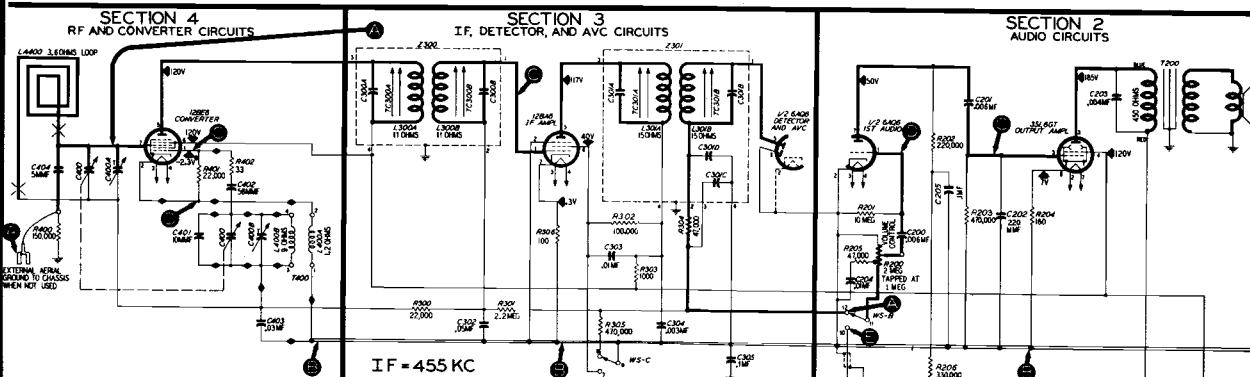 SECTION 4
RF AND CONVERTER CIRCUITS
LA400 3.6 OHMS LOOP
120V
12BE6
CONVERTER
120V
-2.3V
R402
33
R401
22,000
C402
56MMF
C404
5MMF
C400
C400A
R400
150,000
EXTERNAL AERIAL
GROUND TO CHASSIS
WHEN NOT USED
C401
10MMF
C400
C400B
L400B
9 OHMS
L400A
1.2 OHMS
T400
C403
.03MF
SECTION 3
IF, DETECTOR, AND AVC CIRCUITS
A
Z300
C300A
TC300A
TC300B
C300B
L300A
11 OHMS
L300B
11 OHMS
117V
12BA6
IF AMPL
40V
.3V
R306
100
R302
100,000
C303
.01MF
R303
1000
R300
22,000
R301
2.2 MEG
C302
.05MF
R305
470,000
WS-C
C304
.003MF
IF = 455 KC
Z301
C301A
TC301A
TC301B
C301B
L301A
15 OHMS
L301B
15 OHMS
C301D
C301C
R304
47,000
1/2 6AQ6
DETECTOR
AND AVC
C305
.1MF
SECTION 2
AUDIO CIRCUITS
50V
1/2 6AQ6
1ST AUDIO
R201
10 MEG
VOLUME
CONTROL
C200
.006MF
R205
47,000
R200
2 MEG
TAPPED AT
1 MEG
C204
.01MF
A
WS-B
R202
220,000
C201
.006MF
C205
.1MF
R203
470,000
C202
220
MMF
R204
160
7V
35L6GT
OUTPUT AMPL
120V
185V
C203
.004MF
BLUE
RED
450 OHMS
T200
R206
330,000